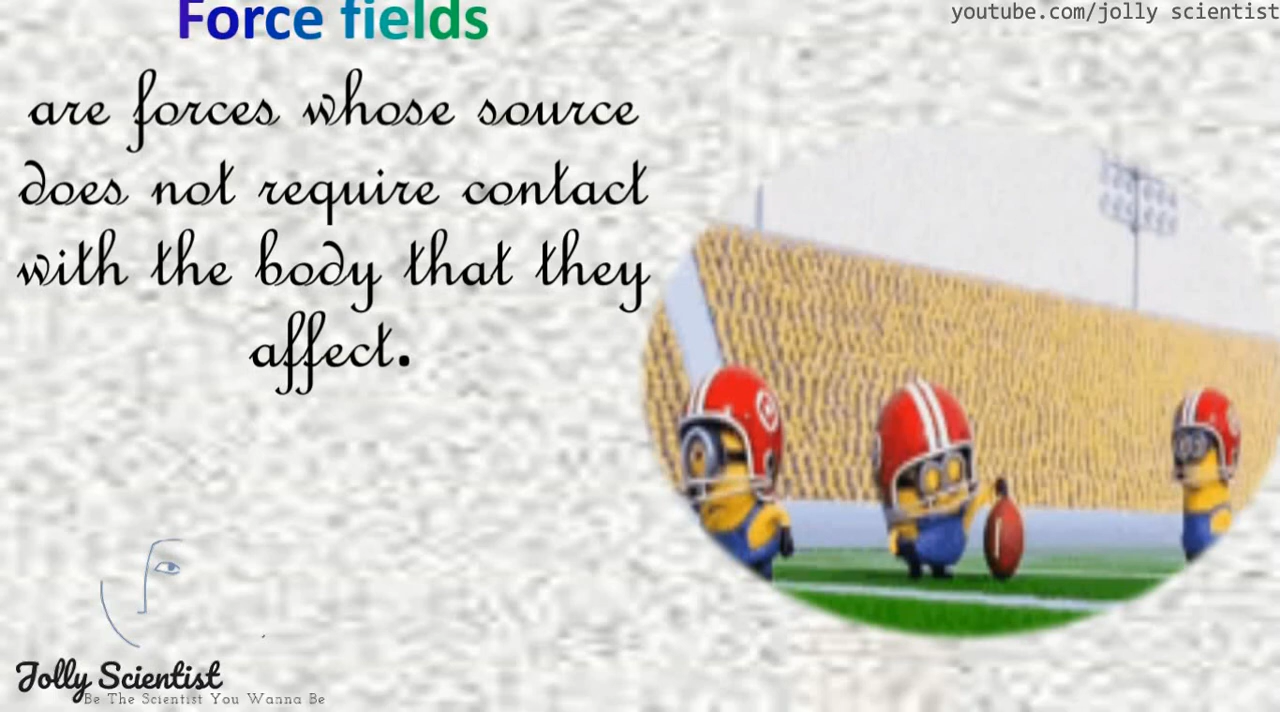 Force fields
youtube.com/jolly scientist
are forces whose source
does not require contact
with the body that they
affect.
Jolly Scientist
Be The Scientist You Wanna Be